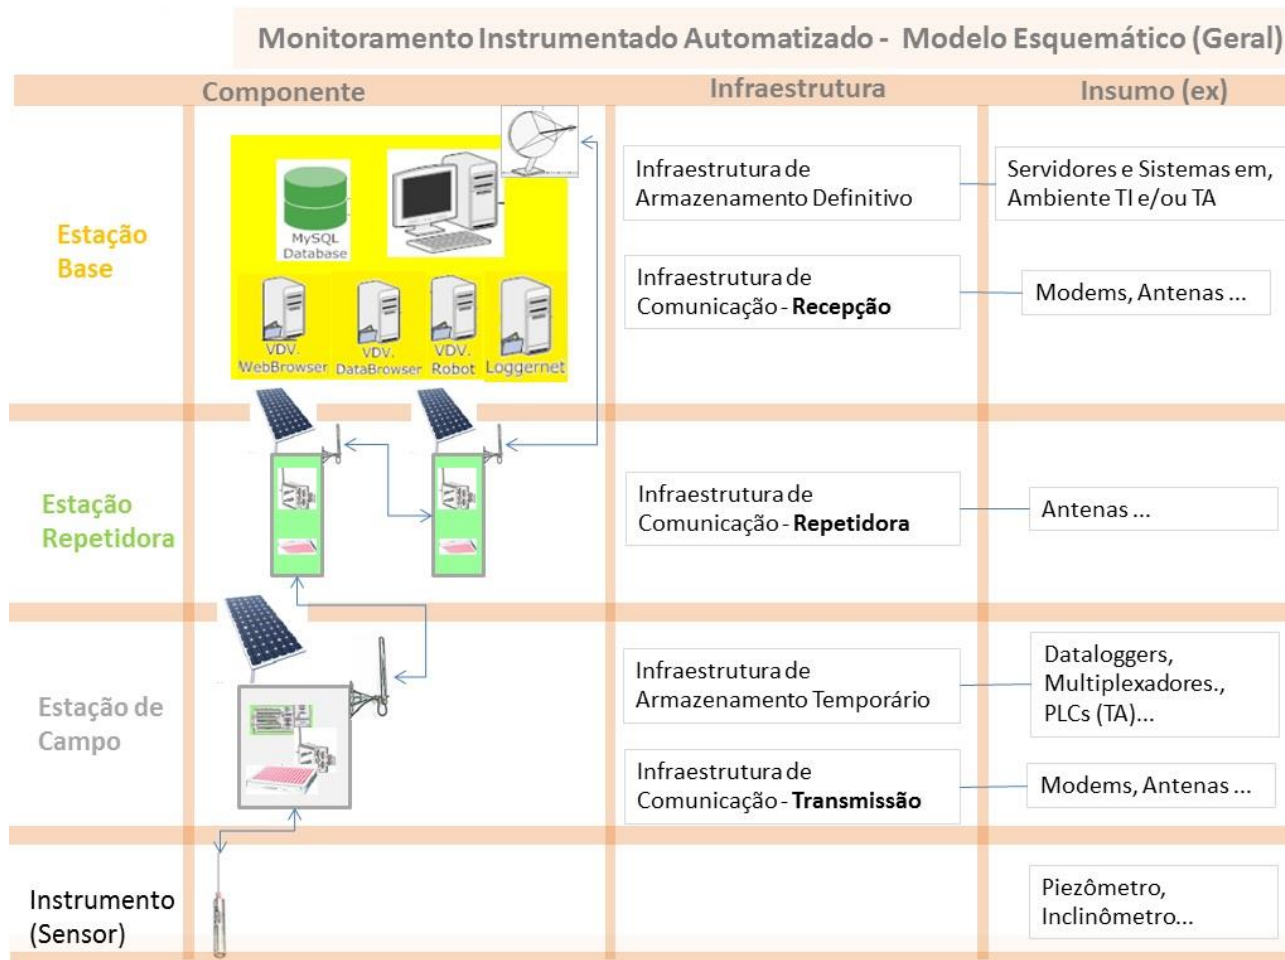 Monitoramento Instrumentado Automatizado - Modelo Esquemático (Geral)
Componente
Infraestrutura
Insumo (ex)
Estação
Base
MySQL
Database
VDV.
WebBrowser
VDV.
DataBrowser
VDV.
Robot
Loggernet
Infraestrutura de
Armazenamento Definitivo
Servidores e Sistemas em,
Ambiente TI e/ou TA
Infraestrutura de
Comunicação - Recepção
Modems, Antenas ...
Estação
Repetidora
Infraestrutura de
Comunicação - Repetidora
Antenas ...
Estação de
Campo
Infraestrutura de
Armazenamento Temporário
Dataloggers,
Multiplexadores.,
PLCs (TA)...
Infraestrutura de
Comunicação - Transmissão
Modems, Antenas ...
Instrumento
(Sensor)
Piezômetro,
Inclinômetro...